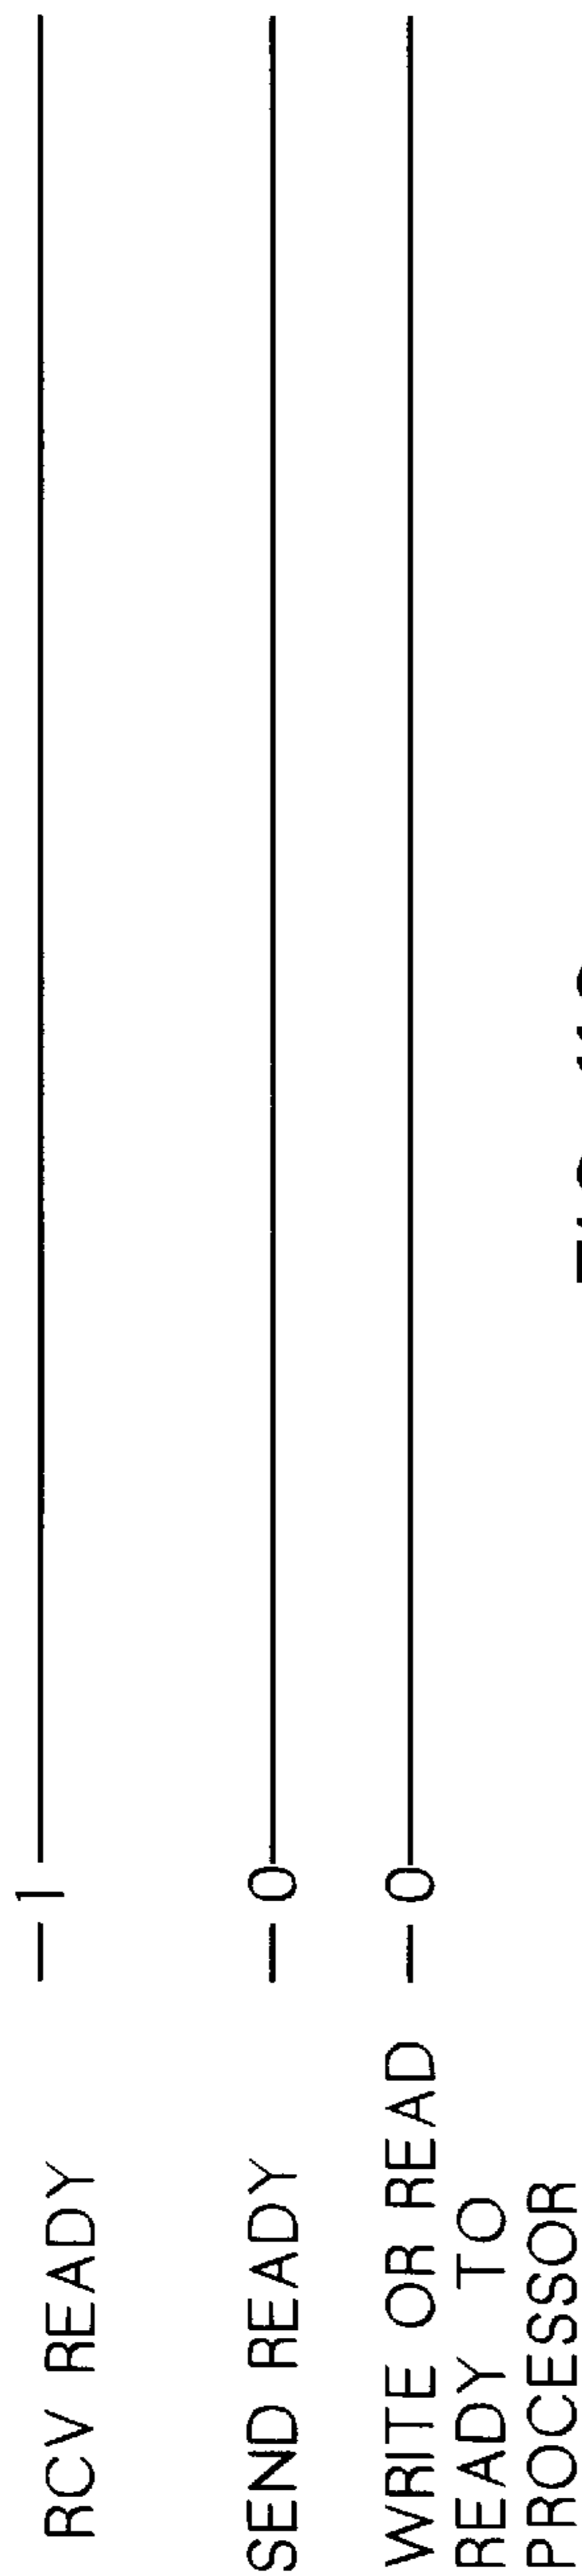 RCV READY — 1
SEND READY — 0
WRITE OR READ — 0
READY TO
PROCESSOR